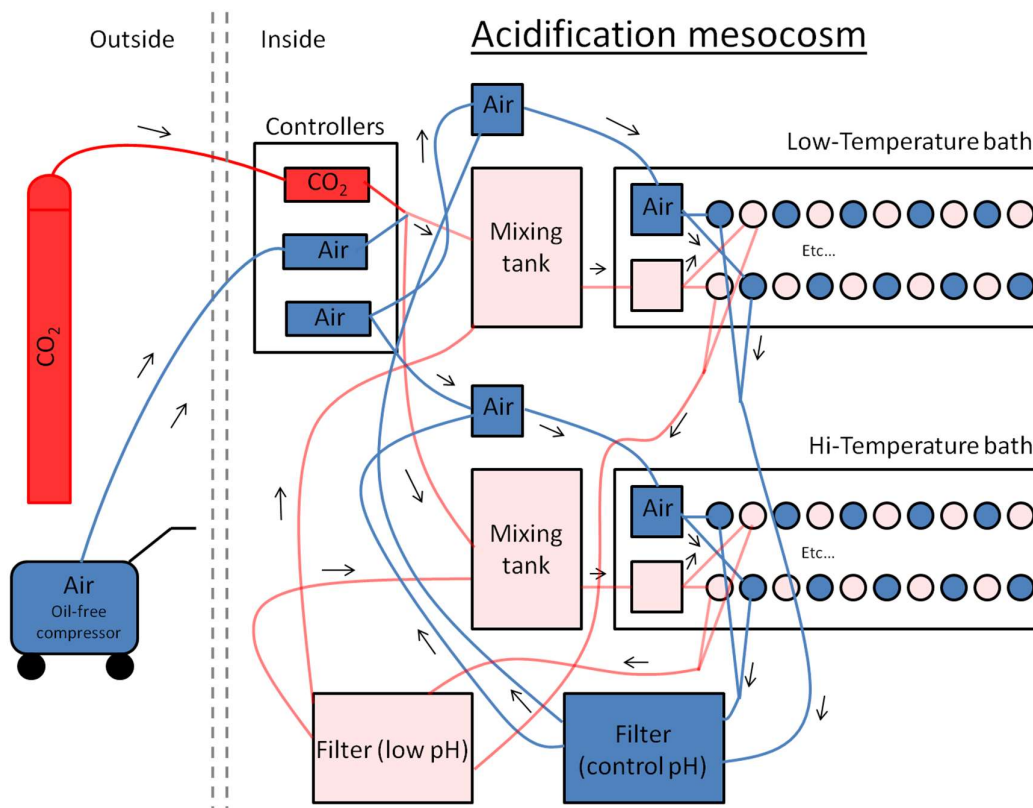 Outside
Inside
Acidification mesocosm
Controllers
CO₂
Air
Air
CO₂
Air
Oil-free
compressor
Air
Mixing
tank
Low-Temperature bath
Air
Etc...
Air
Mixing
tank
Hi-Temperature bath
Air
Etc...
Filter (low pH)
Filter
(control pH)